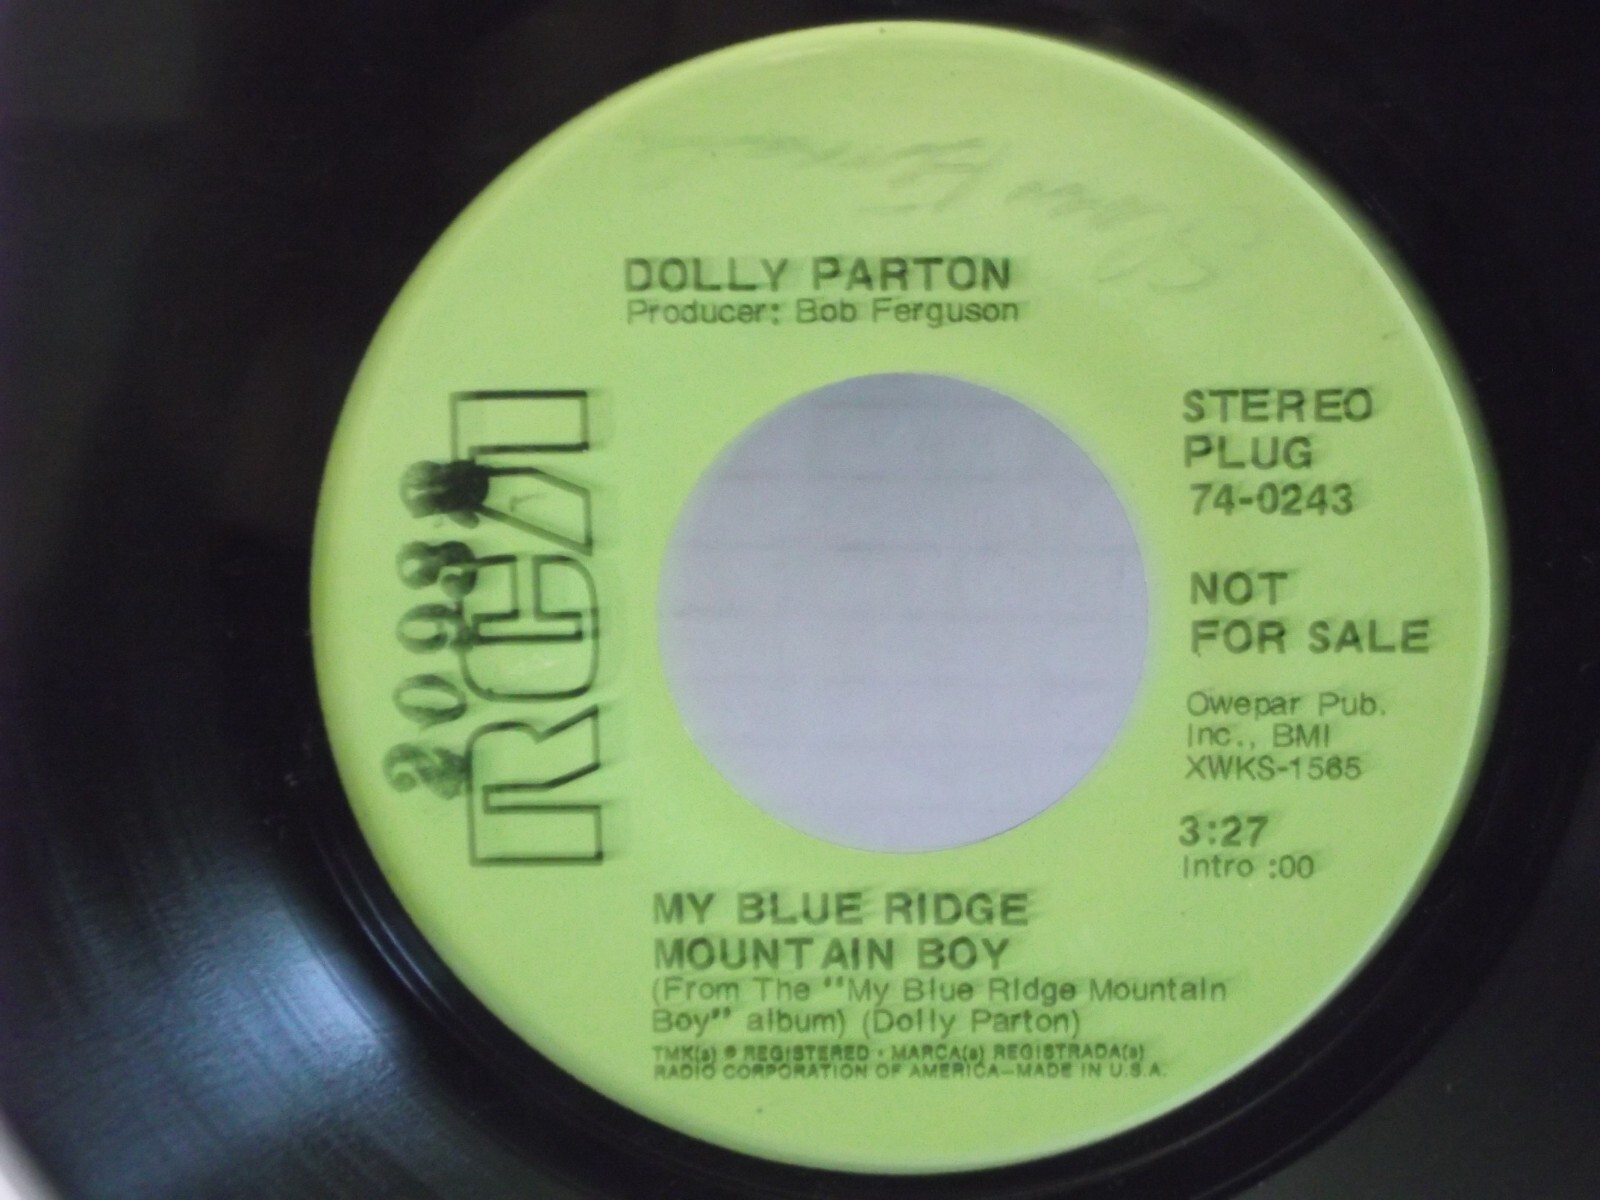 DOLLY PARTON
Producer: Bob Ferguson
RCA
STEREO
PLUG
74-0243
NOT
FOR SALE
Owepar Pub.
Inc., BMI
XWKS-1565
3:27
Intro :00
MY BLUE RIDGE
MOUNTAIN BOY
(From The "My Blue Ridge Mountain
Boy" album) (Dolly Parton)
TMK(s) ® REGISTERED • MARCA(s) REGISTRADA(s)
RADIO CORPORATION OF AMERICA—MADE IN U.S.A.